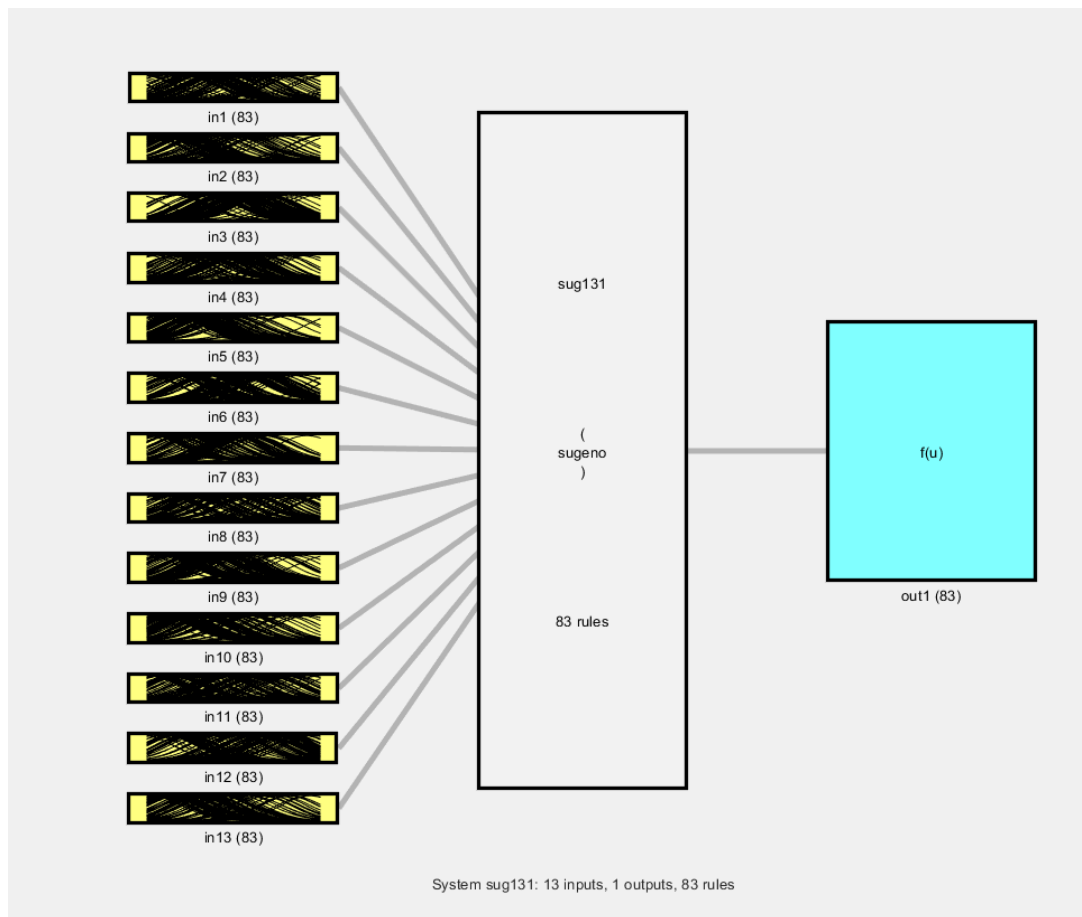 in1 (83)
in2 (83)
in3 (83)
in4 (83)
in5 (83)
in6 (83)
in7 (83)
in8 (83)
in9 (83)
in10 (83)
in11 (83)
in12 (83)
in13 (83)
sug131
(
sugeno
)
83 rules
f(u)
out1 (83)
System sug131: 13 inputs, 1 outputs, 83 rules